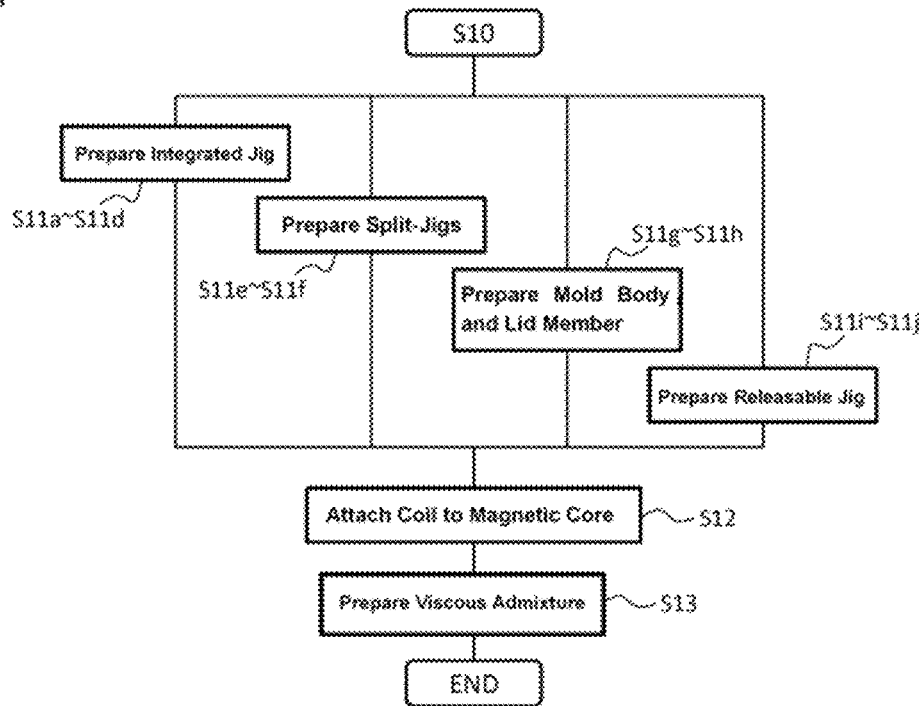 S10
Prepare Integrated Jig
S11a~S11d
Prepare Split-Jigs
S11e~S11f
S11g~S11h
Prepare Mold Body
and Lid Member
S11i~S11j
Prepare Releasable Jig
Attach Coil to Magnetic Core
S12
Prepare Viscous Admixture
S13
END